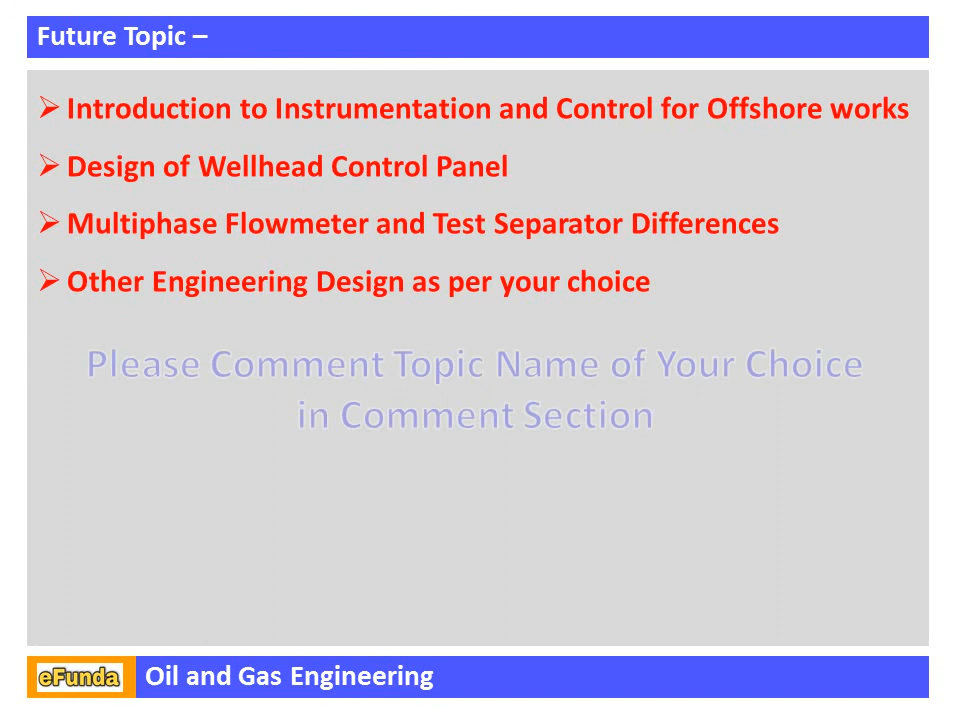 Future Topic –
Introduction to Instrumentation and Control for Offshore works
Design of Wellhead Control Panel
Multiphase Flowmeter and Test Separator Differences
Other Engineering Design as per your choice
Please Comment Topic Name of Your Choice
in Comment Section
eFunda
Oil and Gas Engineering